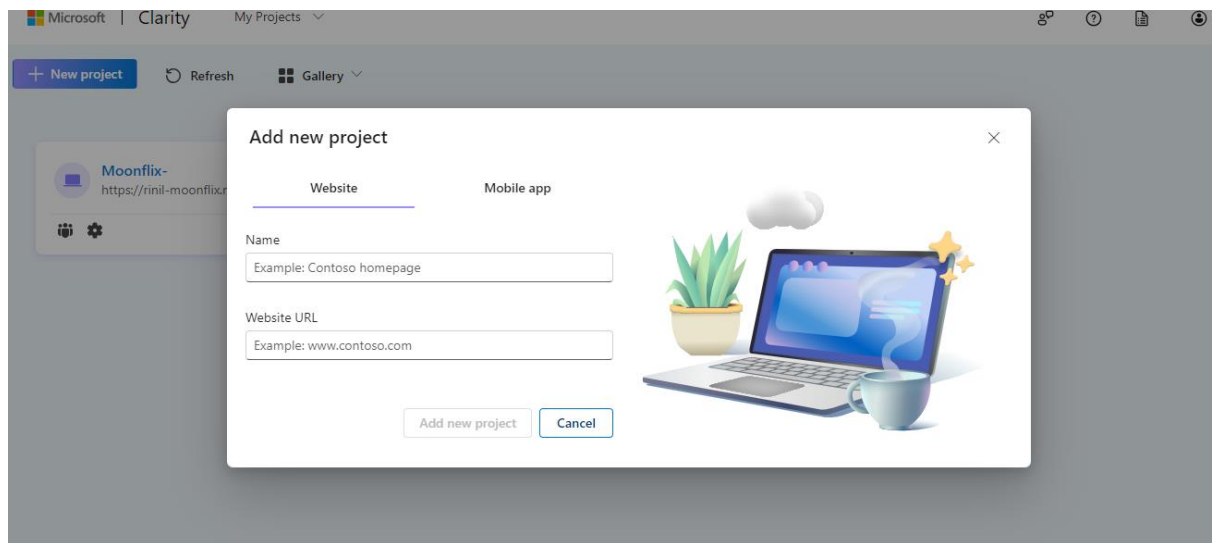 Microsoft | Clarity My Projects
New project Refresh Gallery
Add new project
Moonflix-
https://rinil-moonflix.
Website Mobile app
Name
Example: Contoso homepage
Website URL
Example: www.contoso.com
Add new project Cancel